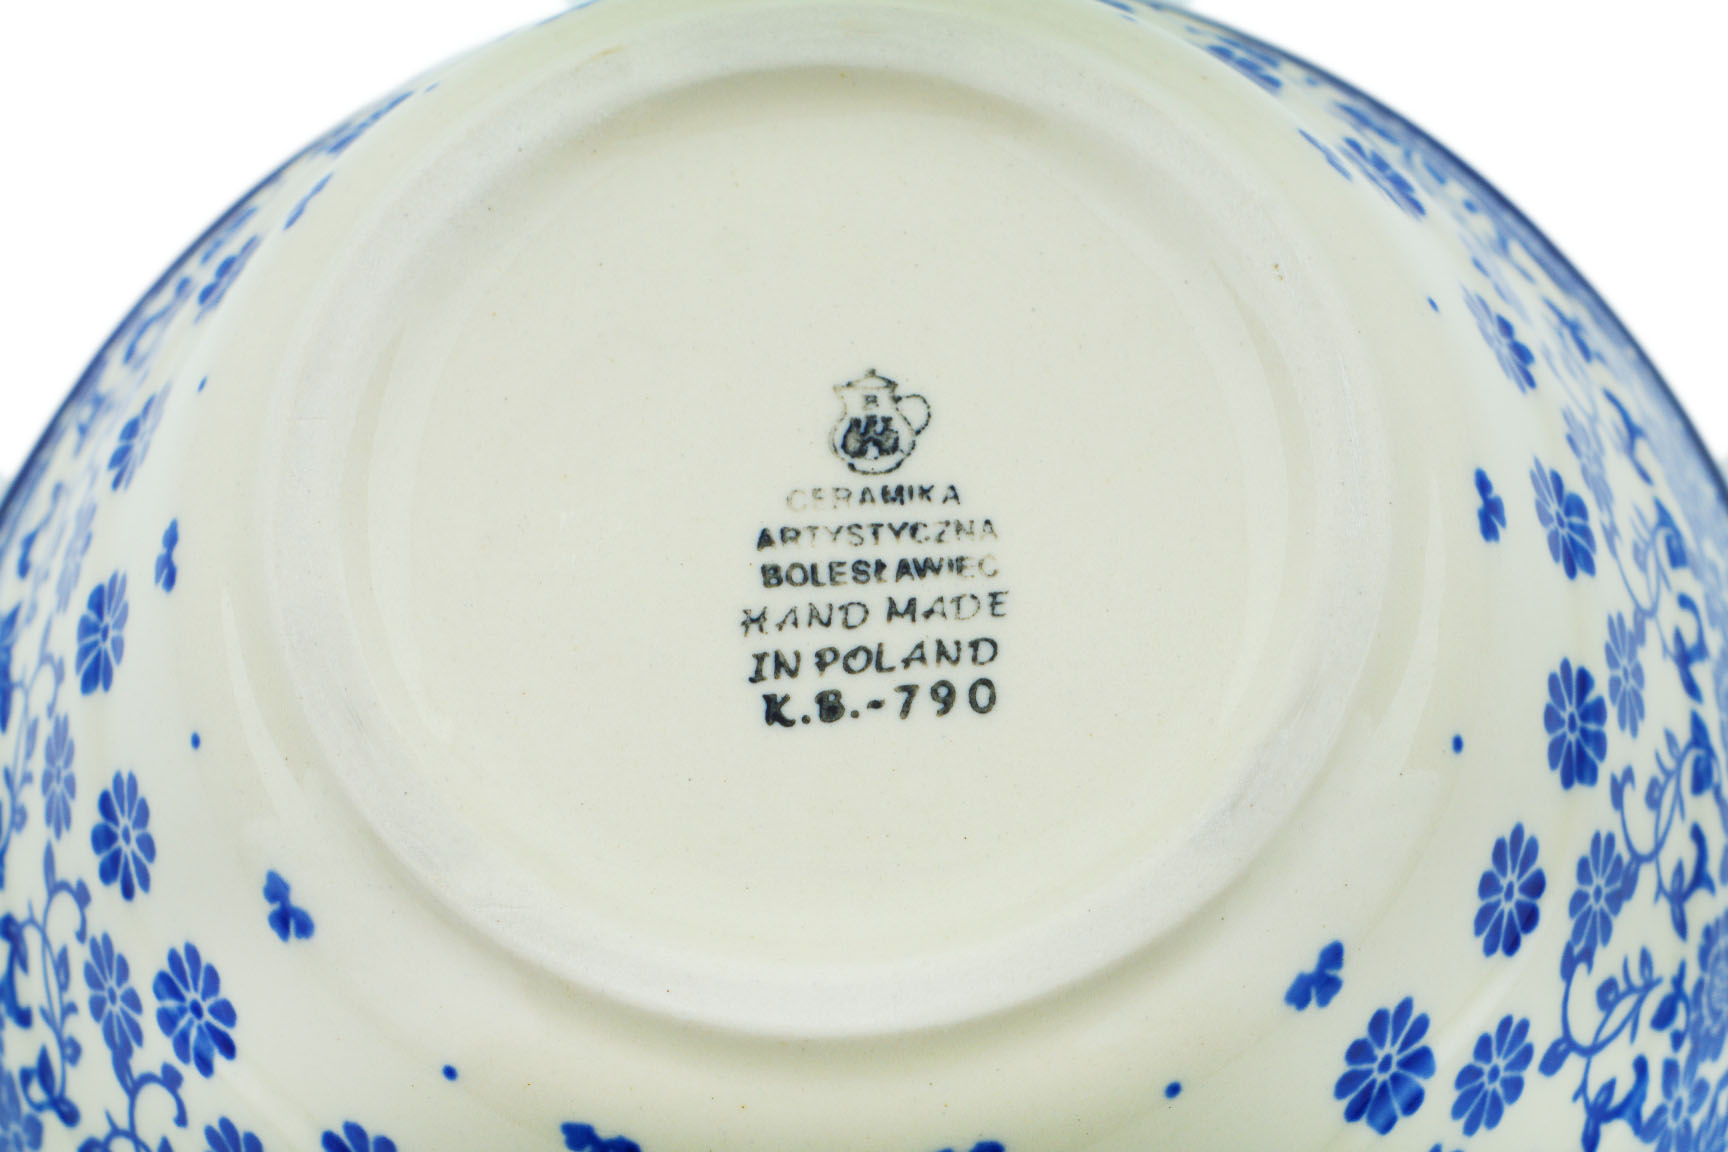 B
CERAMIKA
ARTYSTYCZNA
BOLESŁAWIEC
HAND MADE
IN POLAND
K.B.-790